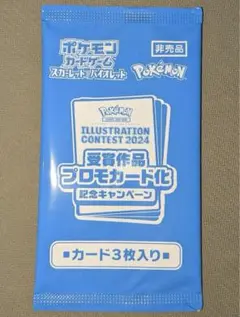 ポケモン
カードゲーム
スカーレット&バイオレット
非売品
Pokémon
Pokémon
ILLUSTRATION
CONTEST 2024
受賞作品
プロモカード化
記念キャンペーン
■カード3枚入り■